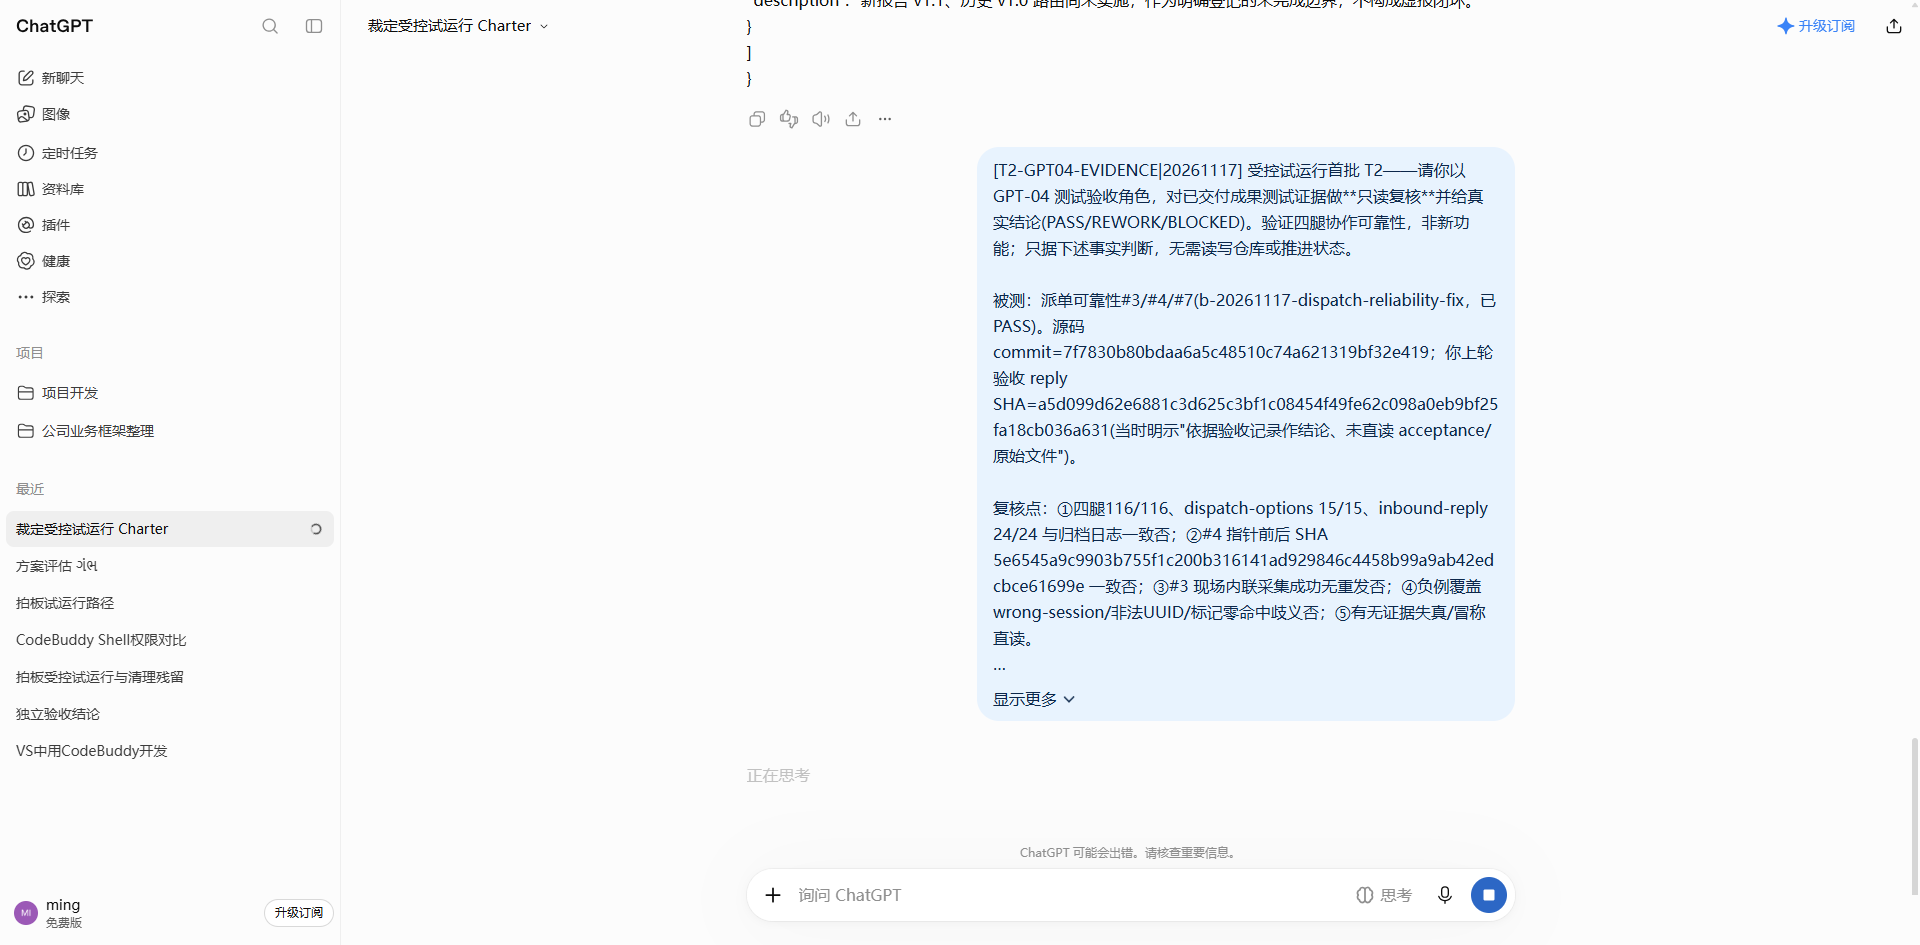 ChatGPT
新聊天
图像
定时任务
资料库
插件
健康
探索
项目
项目开发
公司业务框架整理
最近
裁定受控试运行 Charter
方案评估
拍板试运行路径
CodeBuddy Shell权限对比
拍板受控试运行与清理残留
独立验收结论
VS中用CodeBuddy开发
MI
ming
免费版
升级订阅
裁定受控试运行 Charter
升级订阅
}
]
}
[T2-GPT04-EVIDENCE|20261117] 受控试运行首批 T2——请你以
GPT-04 测试验收角色，对已交付成果测试证据做**只读复核**并给真
实结论(PASS/REWORK/BLOCKED)。验证四腿协作可靠性，非新功
能；只据下述事实判断，无需读写仓库或推进状态。
被测：派单可靠性#3/#4/#7(b-20261117-dispatch-reliability-fix，已
PASS)。源码
commit=7f7830b80bdaa6a5c48510c74a621319bf32e419；你上轮
验收 reply
SHA=a5d099d62e6881c3d625c3bf1c08454f49fe62c098a0eb9bf25
fa18cb036a631(当时明示"依据验收记录作结论、未直读 acceptance/
原始文件")。
复核点：①四腿116/116、dispatch-options 15/15、inbound-reply
24/24 与归档日志一致否；②#4 指针前后 SHA
5e6545a9c9903b755f1c200b316141ad929846c4458b99a9ab42ed
cbce61699e 一致否；③#3 现场内联采集成功无重发否；④负例覆盖
wrong-session/非法UUID/标记零命中歧义否；⑤有无证据失真/冒称
直读。
...
显示更多
正在思考
ChatGPT 可能会出错。请核查重要信息。
询问 ChatGPT
思考